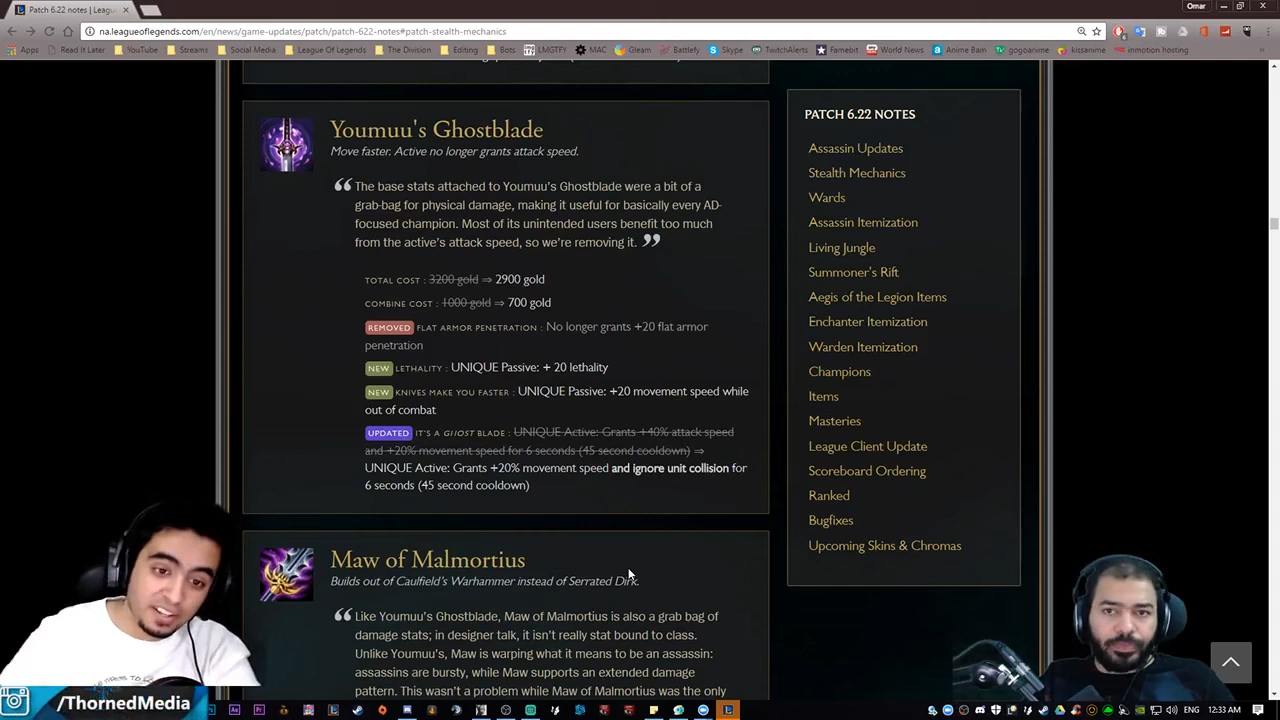 Patch 6.22 notes | Leagu
Omar
na.leagueoflegends.com/en/news/game-updates/patch/patch-622-notes#patch-stealth-mechanics
Apps Read It Later YouTube Streams Social Media League Of Legends The Division Editing Bots LMGTFY MAC Gleam Battlefy Skype TwitchAlerts Famebit World News Anime Bam gogoanime kissanime inmotion hosting
Youmuu's Ghostblade
Move faster. Active no longer grants attack speed.
The base stats attached to Youmuu's Ghostblade were a bit of a
grab-bag for physical damage, making it useful for basically every AD-
focused champion. Most of its unintended users benefit too much
from the active's attack speed, so we're removing it.
TOTAL COST : 3200 gold ⇒ 2900 gold
COMBINE COST : 1000 gold ⇒ 700 gold
REMOVED FLAT ARMOR PENETRATION : No longer grants +20 flat armor
penetration
NEW LETHALITY : UNIQUE Passive: + 20 lethality
NEW KNIVES MAKE YOU FASTER : UNIQUE Passive: +20 movement speed while
out of combat
UPDATED IT'S A GHOST BLADE : UNIQUE Active: Grants +40% attack speed
and +20% movement speed for 6 seconds (45 second cooldown) ⇒
UNIQUE Active: Grants +20% movement speed and ignore unit collision for
6 seconds (45 second cooldown)
Maw of Malmortius
Builds out of Caulfield's Warhammer instead of Serrated Dirk.
Like Youmuu's Ghostblade, Maw of Malmortius is also a grab bag of
damage stats; in designer talk, it isn't really stat bound to class.
Unlike Youmuu's, Maw is warping what it means to be an assassin:
assassins are bursty, while Maw supports an extended damage
pattern. This wasn't a problem while Maw of Malmortius was the only
PATCH 6.22 NOTES
Assassin Updates
Stealth Mechanics
Wards
Assassin Itemization
Living Jungle
Summoner's Rift
Aegis of the Legion Items
Enchanter Itemization
Warden Itemization
Champions
Items
Masteries
League Client Update
Scoreboard Ordering
Ranked
Bugfixes
Upcoming Skins & Chromas
/ThornedMedia
12:33 AM